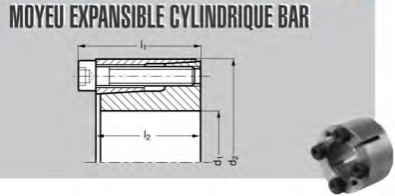 MOYEU EXPANSIBLE CYLINDRIQUE BAR
l₁
l₂
d₁
d₂